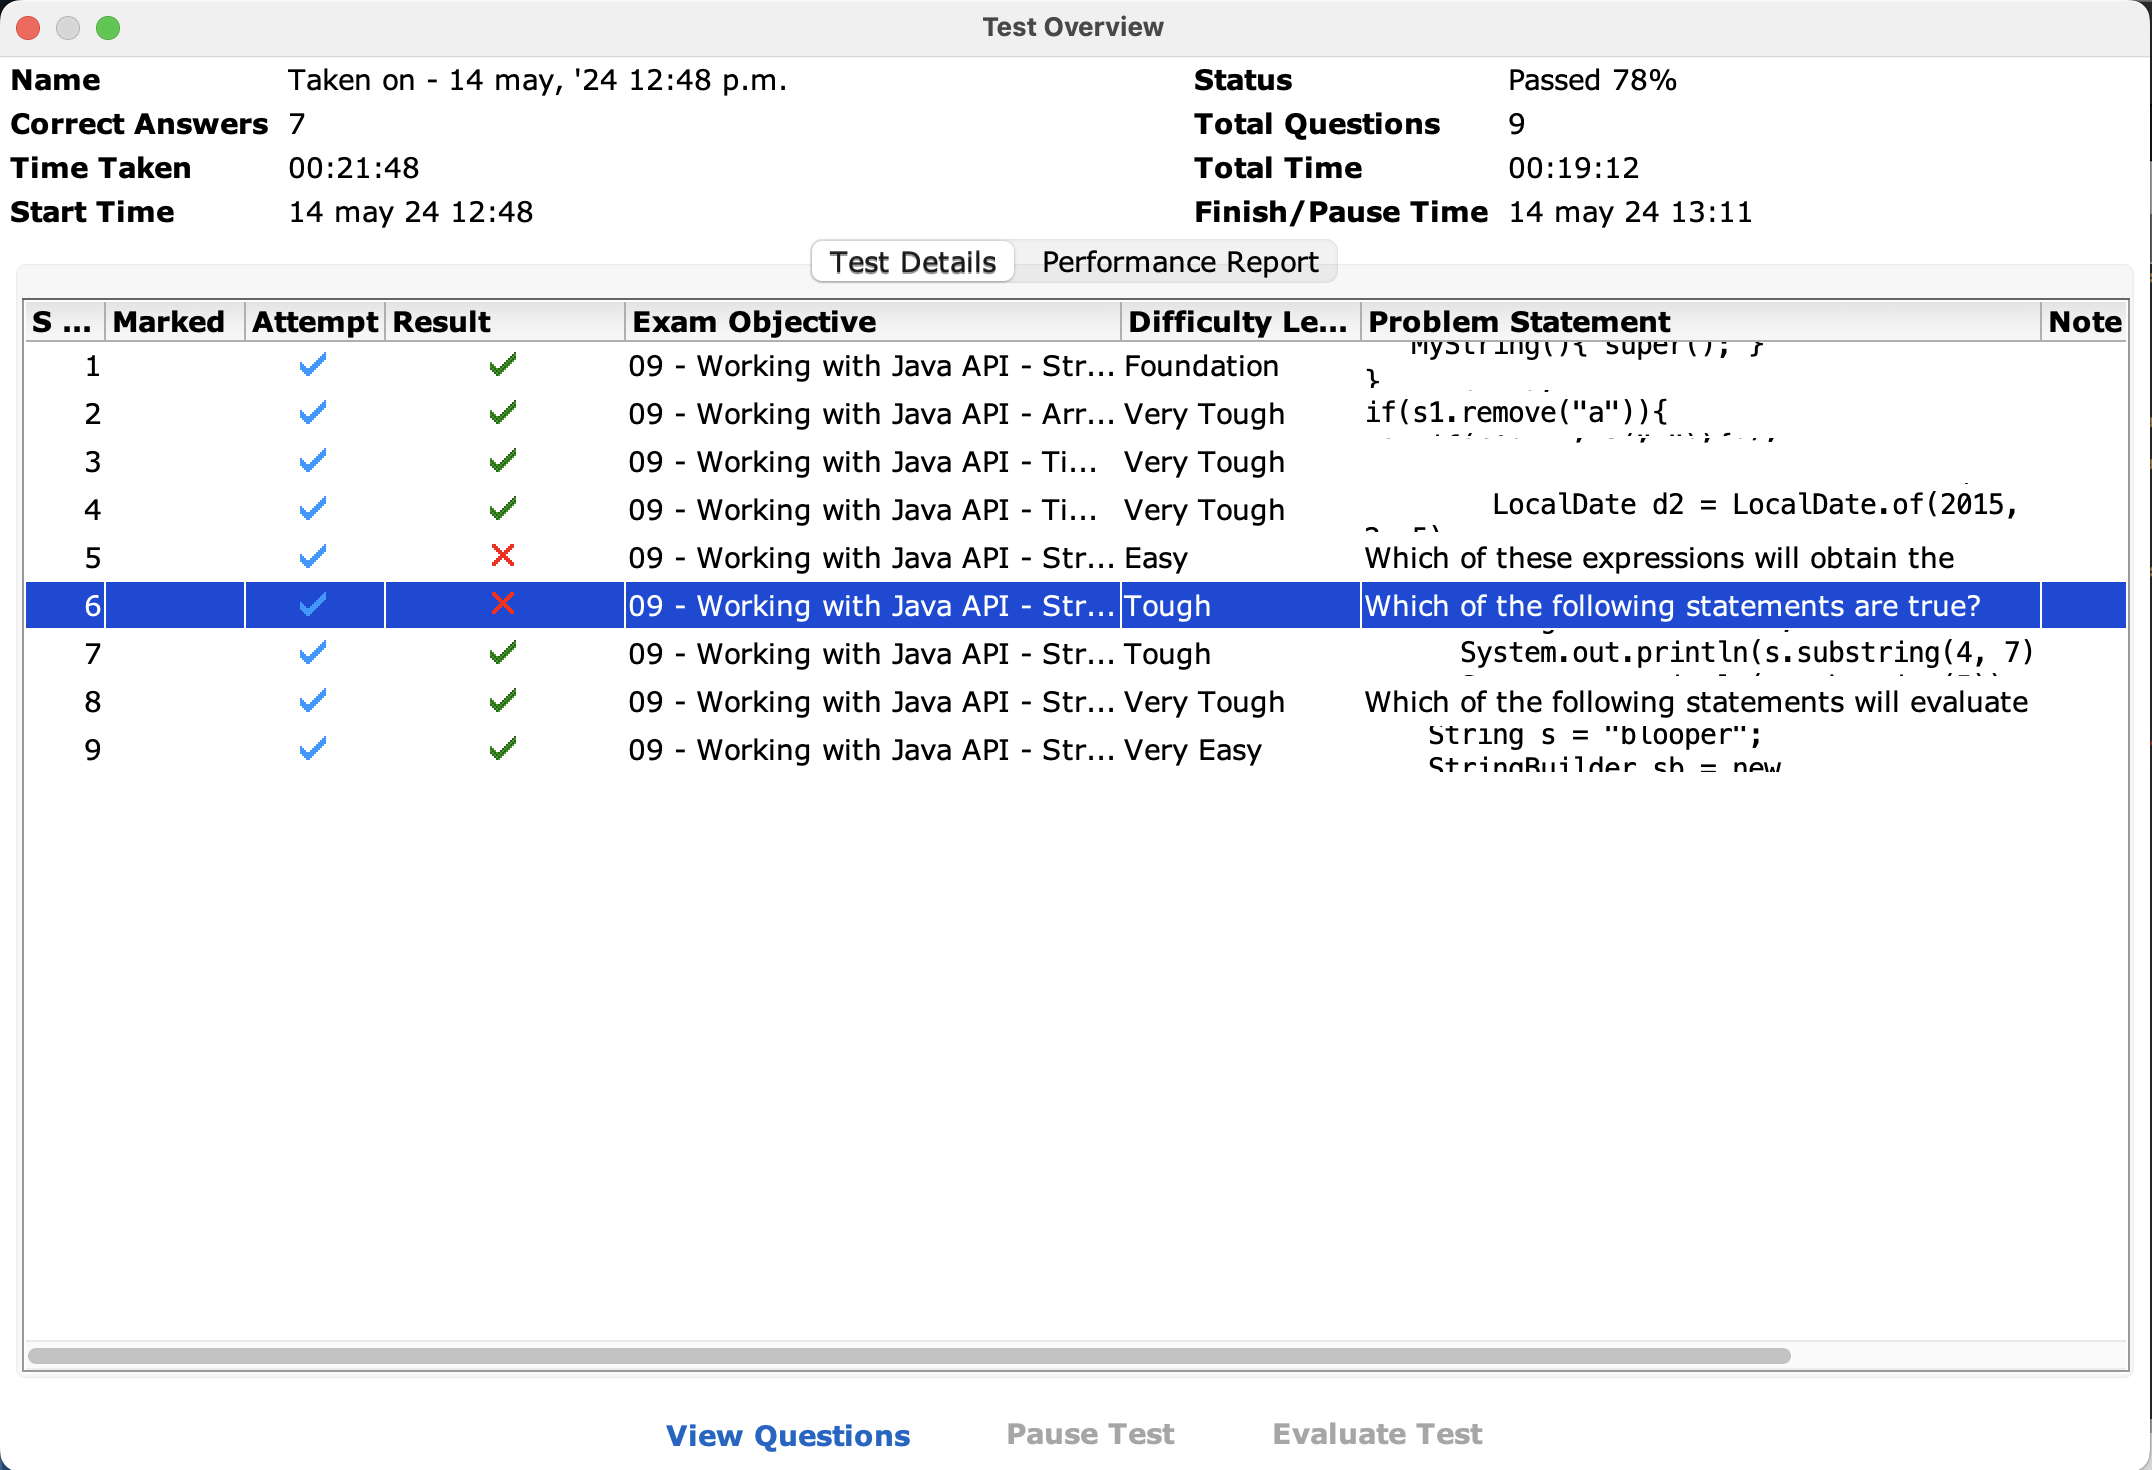 Test Overview
Name Taken on - 14 may, '24 12:48 p.m. Status Passed 78%
Correct Answers 7 Total Questions 9
Time Taken 00:21:48 Total Time 00:19:12
Start Time 14 may 24 12:48 Finish/Pause Time 14 may 24 13:11
Test Details Performance Report
S ... Marked Attempt Result Exam Objective Difficulty Le... Problem Statement Note
MyString(){ super(); }
1 09 - Working with Java API - Str... Foundation
}
2 09 - Working with Java API - Arr... Very Tough if(s1.remove("a")){
3 09 - Working with Java API - Ti... Very Tough
4 09 - Working with Java API - Ti... Very Tough LocalDate d2 = LocalDate.of(2015,
5 09 - Working with Java API - Str... Easy Which of these expressions will obtain the
6 09 - Working with Java API - Str... Tough Which of the following statements are true?
7 09 - Working with Java API - Str... Tough System.out.println(s.substring(4, 7)
8 09 - Working with Java API - Str... Very Tough Which of the following statements will evaluate
9 09 - Working with Java API - Str... Very Easy String s = "blooper";
StringBuilder sb = new
View Questions Pause Test Evaluate Test